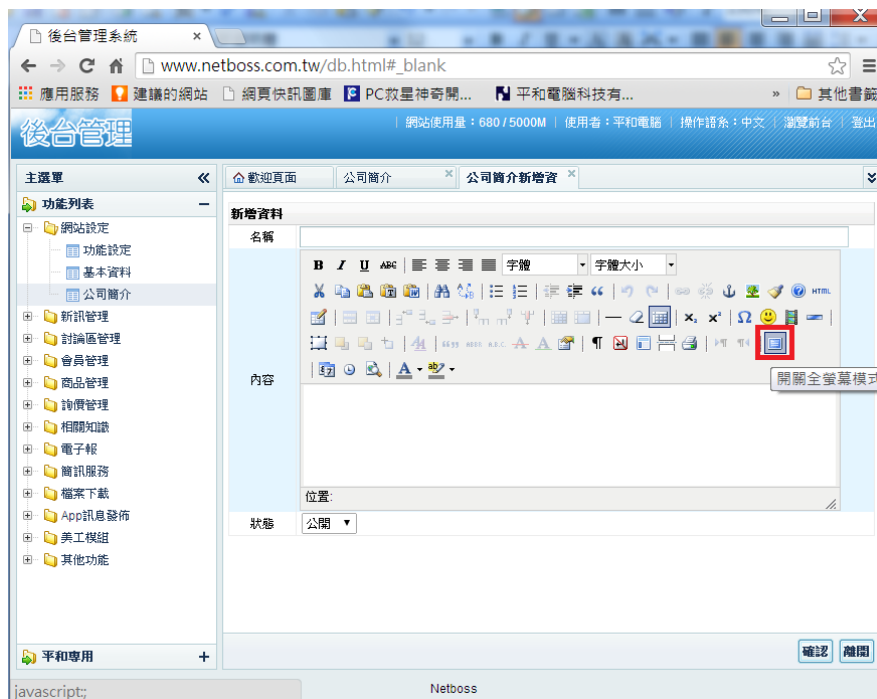 後台管理系統
www.netboss.com.tw/db.html#_blank
應用服務 建議的網站 網頁快訊圖庫 PC救星神奇開... 平和電腦科技有... » 其他書籤
後台管理
| 網站使用量：680 / 5000M | 使用者：平和電腦 | 操作語系：中文 | 瀏覽前台 | 登出
主選單
歡迎頁面 公司簡介 公司簡介新增資
功能列表
新增資料
網站設定
名稱
功能設定
基本資料
公司簡介
B I U ABC 字體 字體大小
HTML
新訊管理
討論區管理
會員管理
商品管理
詢價管理
相關知識
電子報
簡訊服務
檔案下載
App訊息發佈
美工模組
其他功能
開關全螢幕模式
內容
位置:
狀態 公開
平和專用
確認 離開
javascript:;
Netboss